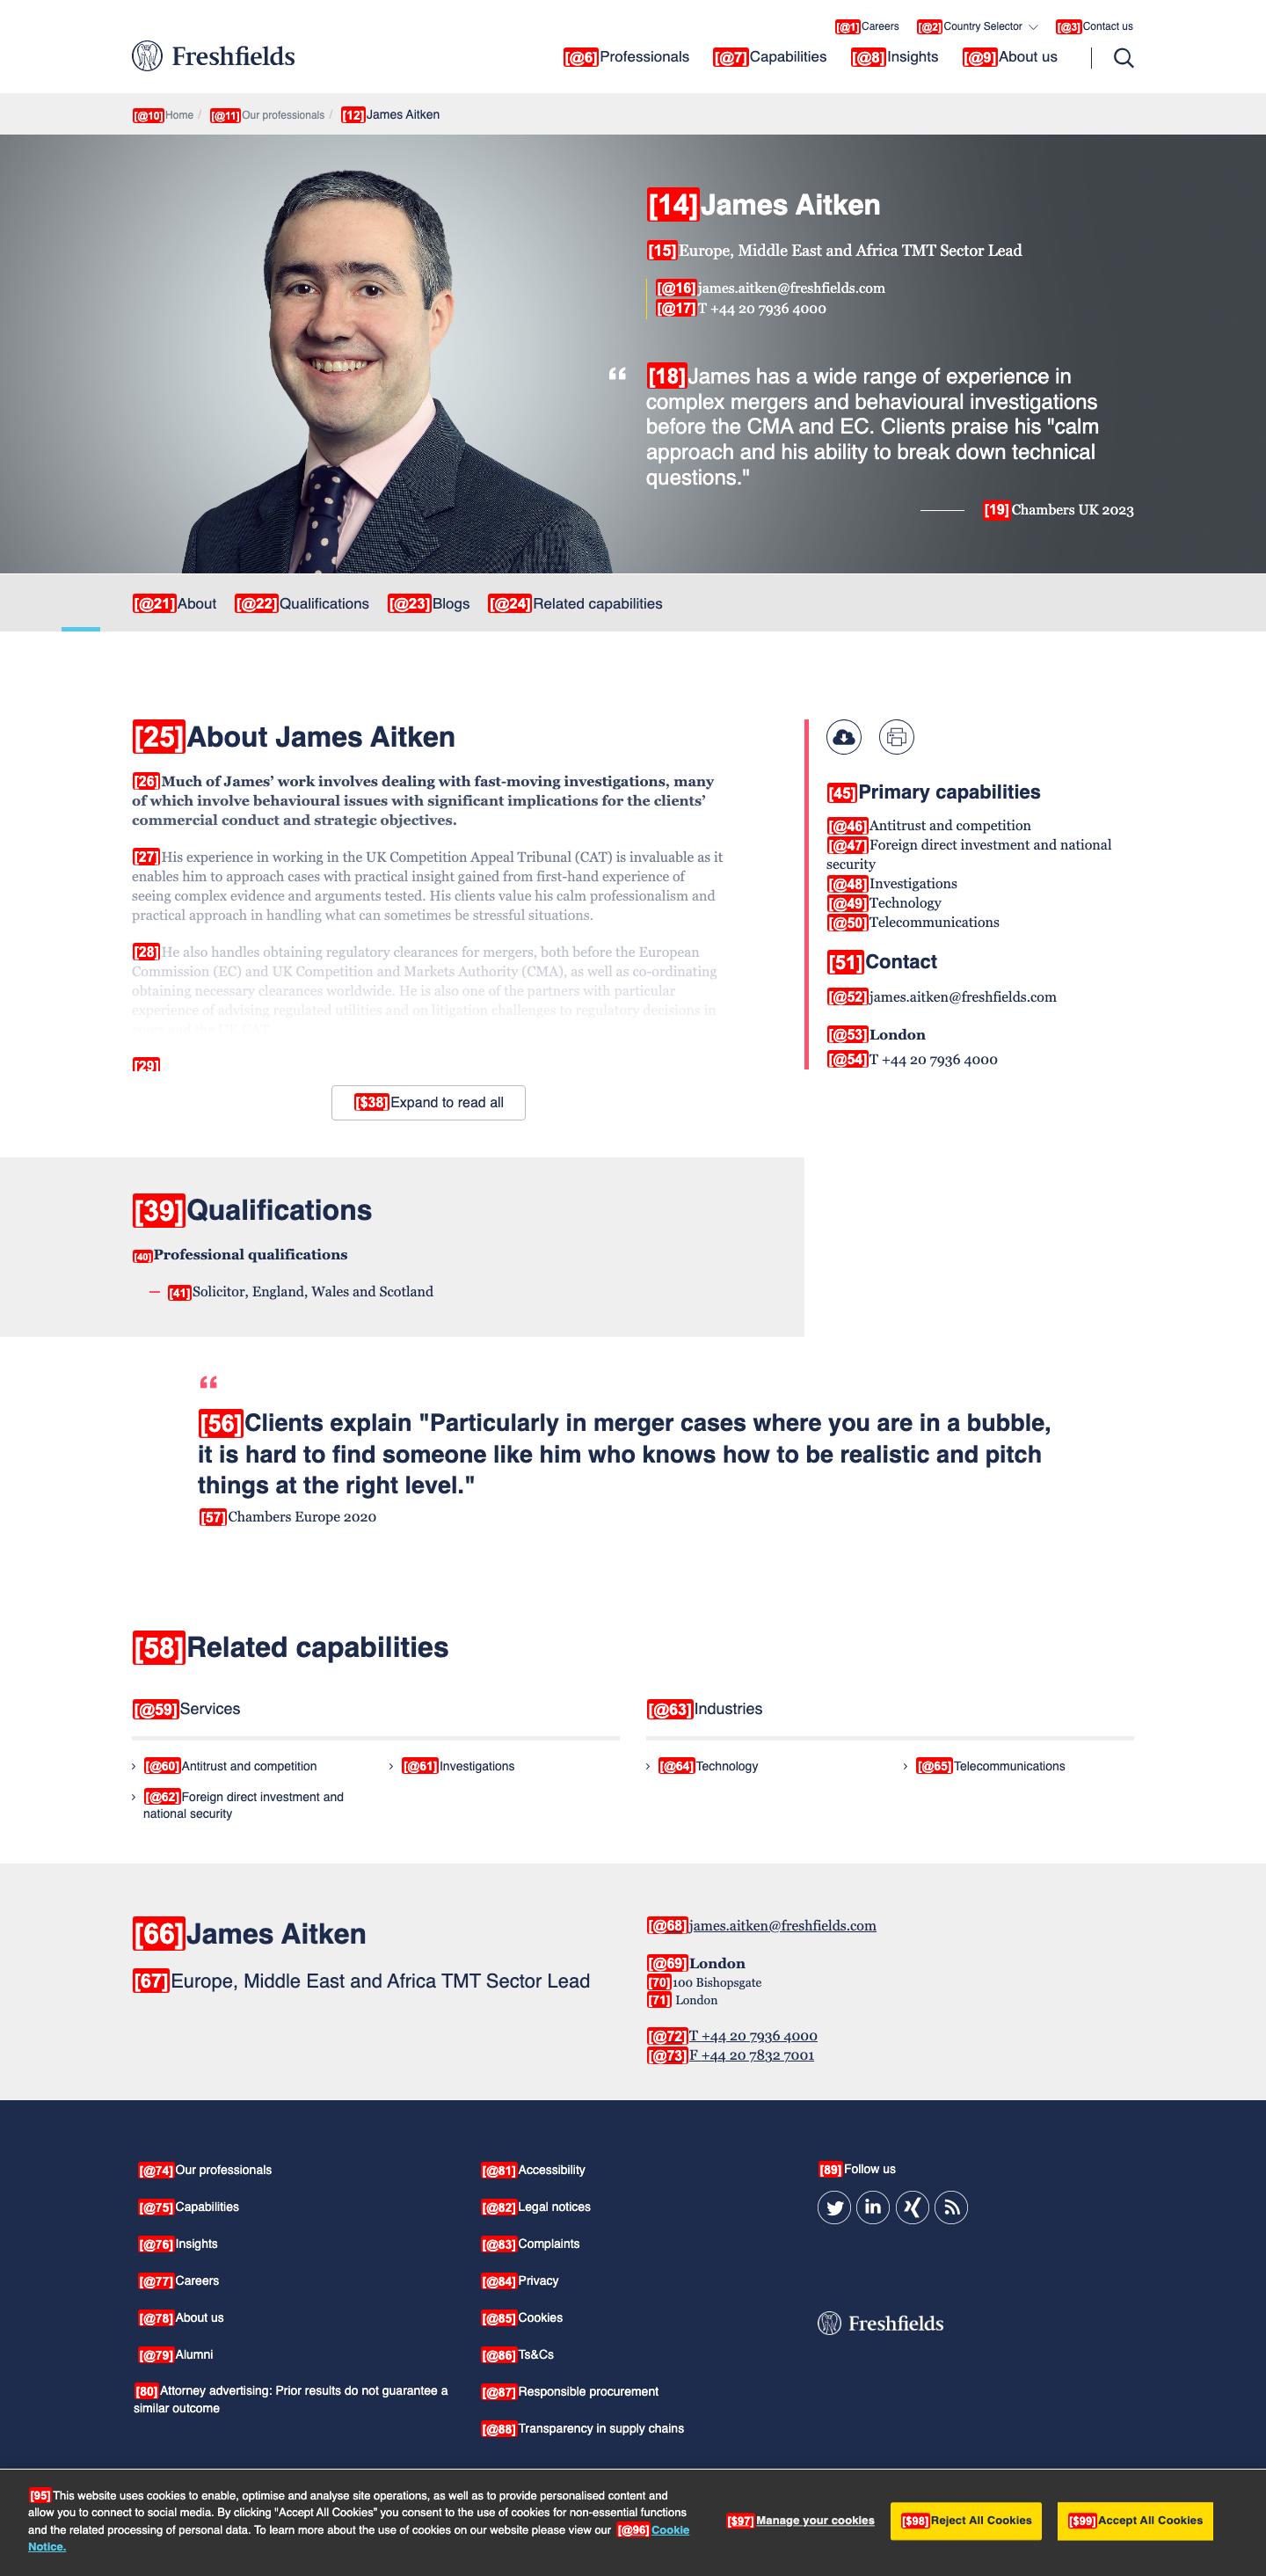 [@1]Careers [@2]Country Selector [@3]Contact us
Freshfields
[@6]Professionals [@7]Capabilities [@8]Insights [@9]About us
[@10]Home / [@11]Our professionals / [12]James Aitken
[14]James Aitken
[15]Europe, Middle East and Africa TMT Sector Lead
[@16]james.aitken@freshfields.com
[@17]T +44 20 7936 4000
“ [18]James has a wide range of experience in
complex mergers and behavioural investigations
before the CMA and EC. Clients praise his "calm
approach and his ability to break down technical
questions."
[19]Chambers UK 2023
[@21]About [@22]Qualifications [@23]Blogs [@24]Related capabilities
[25]About James Aitken
[26]Much of James’ work involves dealing with fast-moving investigations, many
of which involve behavioural issues with significant implications for the clients’
commercial conduct and strategic objectives.
[27]His experience in working in the UK Competition Appeal Tribunal (CAT) is invaluable as it
enables him to approach cases with practical insight gained from first-hand experience of
seeing complex evidence and arguments tested. His clients value his calm professionalism and
practical approach in handling what can sometimes be stressful situations.
[28]He also handles obtaining regulatory clearances for mergers, both before the European
Commission (EC) and UK Competition and Markets Authority (CMA), as well as co-ordinating
obtaining necessary clearances worldwide. He is also one of the partners with particular
experience of advising regulated utilities and on litigation challenges to regulatory decisions in
court and the UK CAT.
[29]
[$38]Expand to read all
[45]Primary capabilities
[@46]Antitrust and competition
[@47]Foreign direct investment and national
security
[@48]Investigations
[@49]Technology
[@50]Telecommunications
[51]Contact
[@52]james.aitken@freshfields.com
[@53]London
[@54]T +44 20 7936 4000
[39]Qualifications
[40]Professional qualifications
— [41]Solicitor, England, Wales and Scotland
“
[56]Clients explain "Particularly in merger cases where you are in a bubble,
it is hard to find someone like him who knows how to be realistic and pitch
things at the right level."
[57]Chambers Europe 2020
[58]Related capabilities
[@59]Services
[@60]Antitrust and competition [@61]Investigations
[@62]Foreign direct investment and
national security
[@63]Industries
[@64]Technology [@65]Telecommunications
[66]James Aitken
[67]Europe, Middle East and Africa TMT Sector Lead
[@68]james.aitken@freshfields.com
[@69]London
[70]100 Bishopsgate
[71] London
[@72]T +44 20 7936 4000
[@73]F +44 20 7832 7001
[@74]Our professionals
[@75]Capabilities
[@76]Insights
[@77]Careers
[@78]About us
[@79]Alumni
[80]Attorney advertising: Prior results do not guarantee a
similar outcome
[@81]Accessibility
[@82]Legal notices
[@83]Complaints
[@84]Privacy
[@85]Cookies
[@86]Ts&Cs
[@87]Responsible procurement
[@88]Transparency in supply chains
[89]Follow us
in
Freshfields
[95]This website uses cookies to enable, optimise and analyse site operations, as well as to provide personalised content and
allow you to connect to social media. By clicking "Accept All Cookies" you consent to the use of cookies for non-essential functions
and the related processing of personal data. To learn more about the use of cookies on our website please view our [@96]Cookie
Notice.
[$97]Manage your cookies [$98]Reject All Cookies [$99]Accept All Cookies